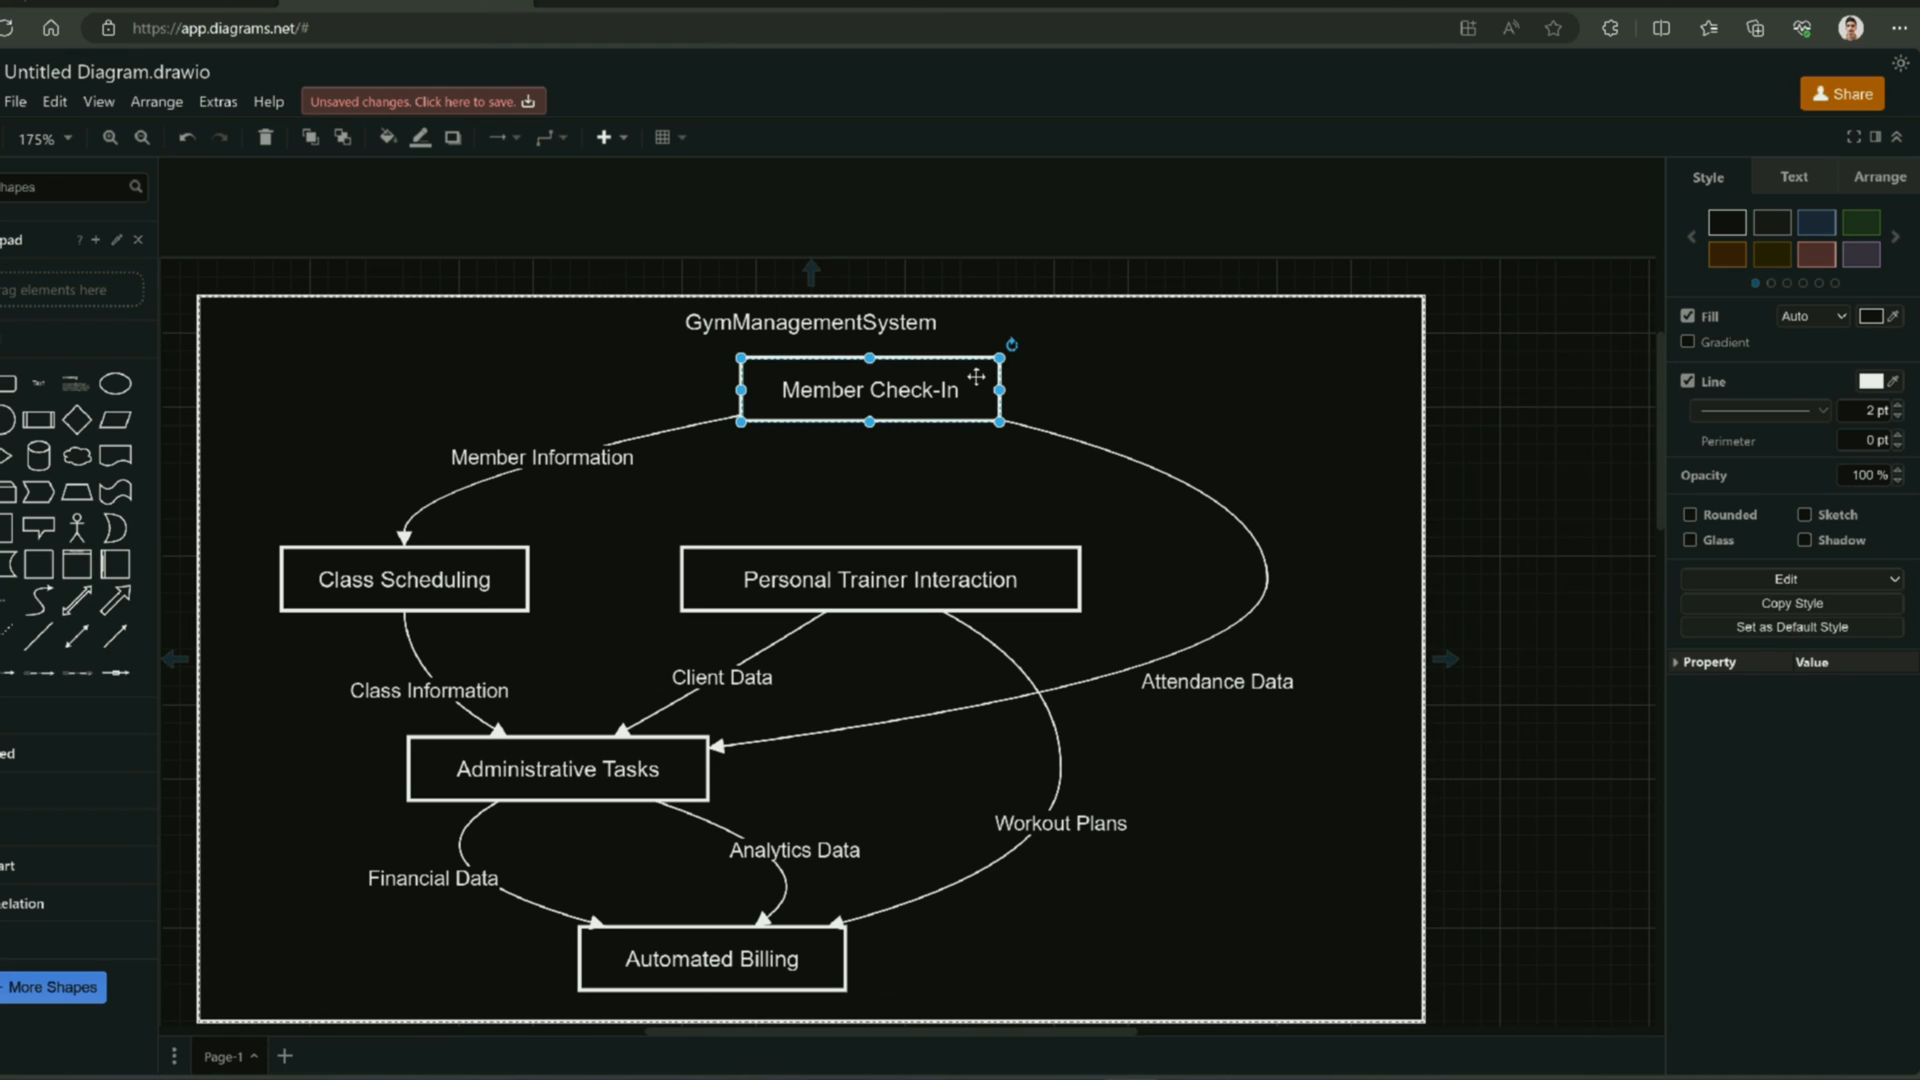 https://app.diagrams.net/#
Untitled Diagram.drawio
File Edit View Arrange Extras Help Unsaved changes. Click here to save.
Share
175%
hapes
Style Text Arrange
pad ? + ×
ag elements here
Fill Auto
Gradient
Line
2 pt
Perimeter 0 pt
Opacity 100 %
Rounded Sketch
Glass Shadow
Edit
Copy Style
Set as Default Style
Property Value
GymManagementSystem
Member Check-In
Member Information
Class Scheduling
Personal Trainer Interaction
Client Data
Attendance Data
Class Information
Administrative Tasks
Workout Plans
Analytics Data
Financial Data
Automated Billing
ed
art
elation
More Shapes
Page-1